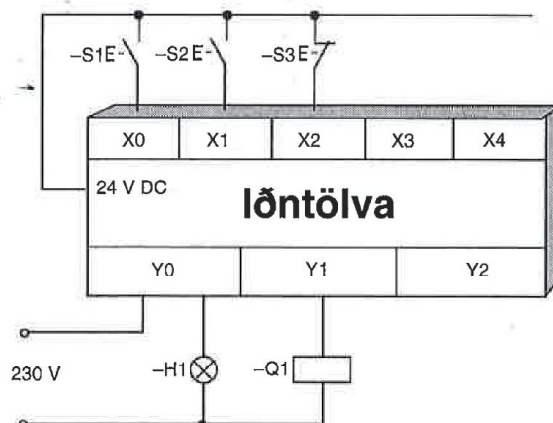 –S1E- –S2E- –S3E-
X0 X1 X2 X3 X4
24 V DC
Iðntölva
Y0 Y1 Y2
230 V –H1 –Q1